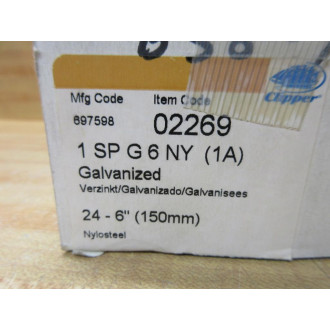 Mfg Code Item Code
697598 02269
Clipper
1 SP G 6 NY (1A)
Galvanized
Verzinkt/Galvanizado/Galvanisees
24 - 6" (150mm)
Nylosteel